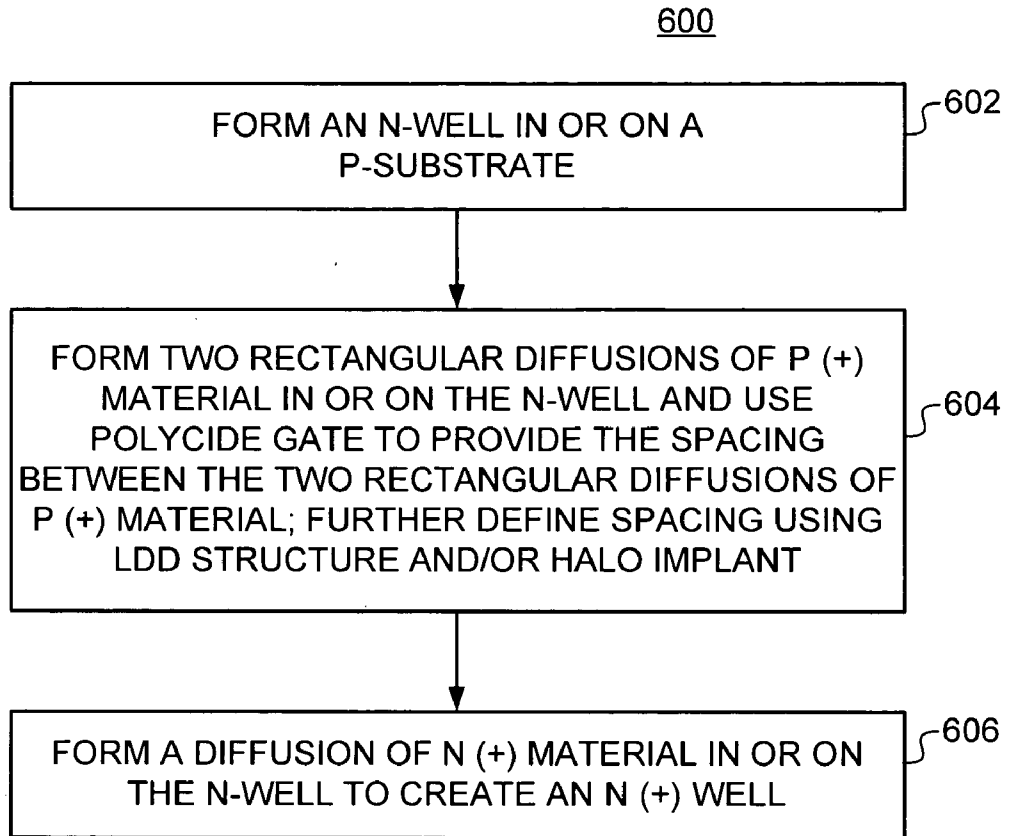 600
FORM AN N-WELL IN OR ON A
P-SUBSTRATE
602
FORM TWO RECTANGULAR DIFFUSIONS OF P (+)
MATERIAL IN OR ON THE N-WELL AND USE
POLYCIDE GATE TO PROVIDE THE SPACING
BETWEEN THE TWO RECTANGULAR DIFFUSIONS OF
P (+) MATERIAL; FURTHER DEFINE SPACING USING
LDD STRUCTURE AND/OR HALO IMPLANT
604
FORM A DIFFUSION OF N (+) MATERIAL IN OR ON
THE N-WELL TO CREATE AN N (+) WELL
606